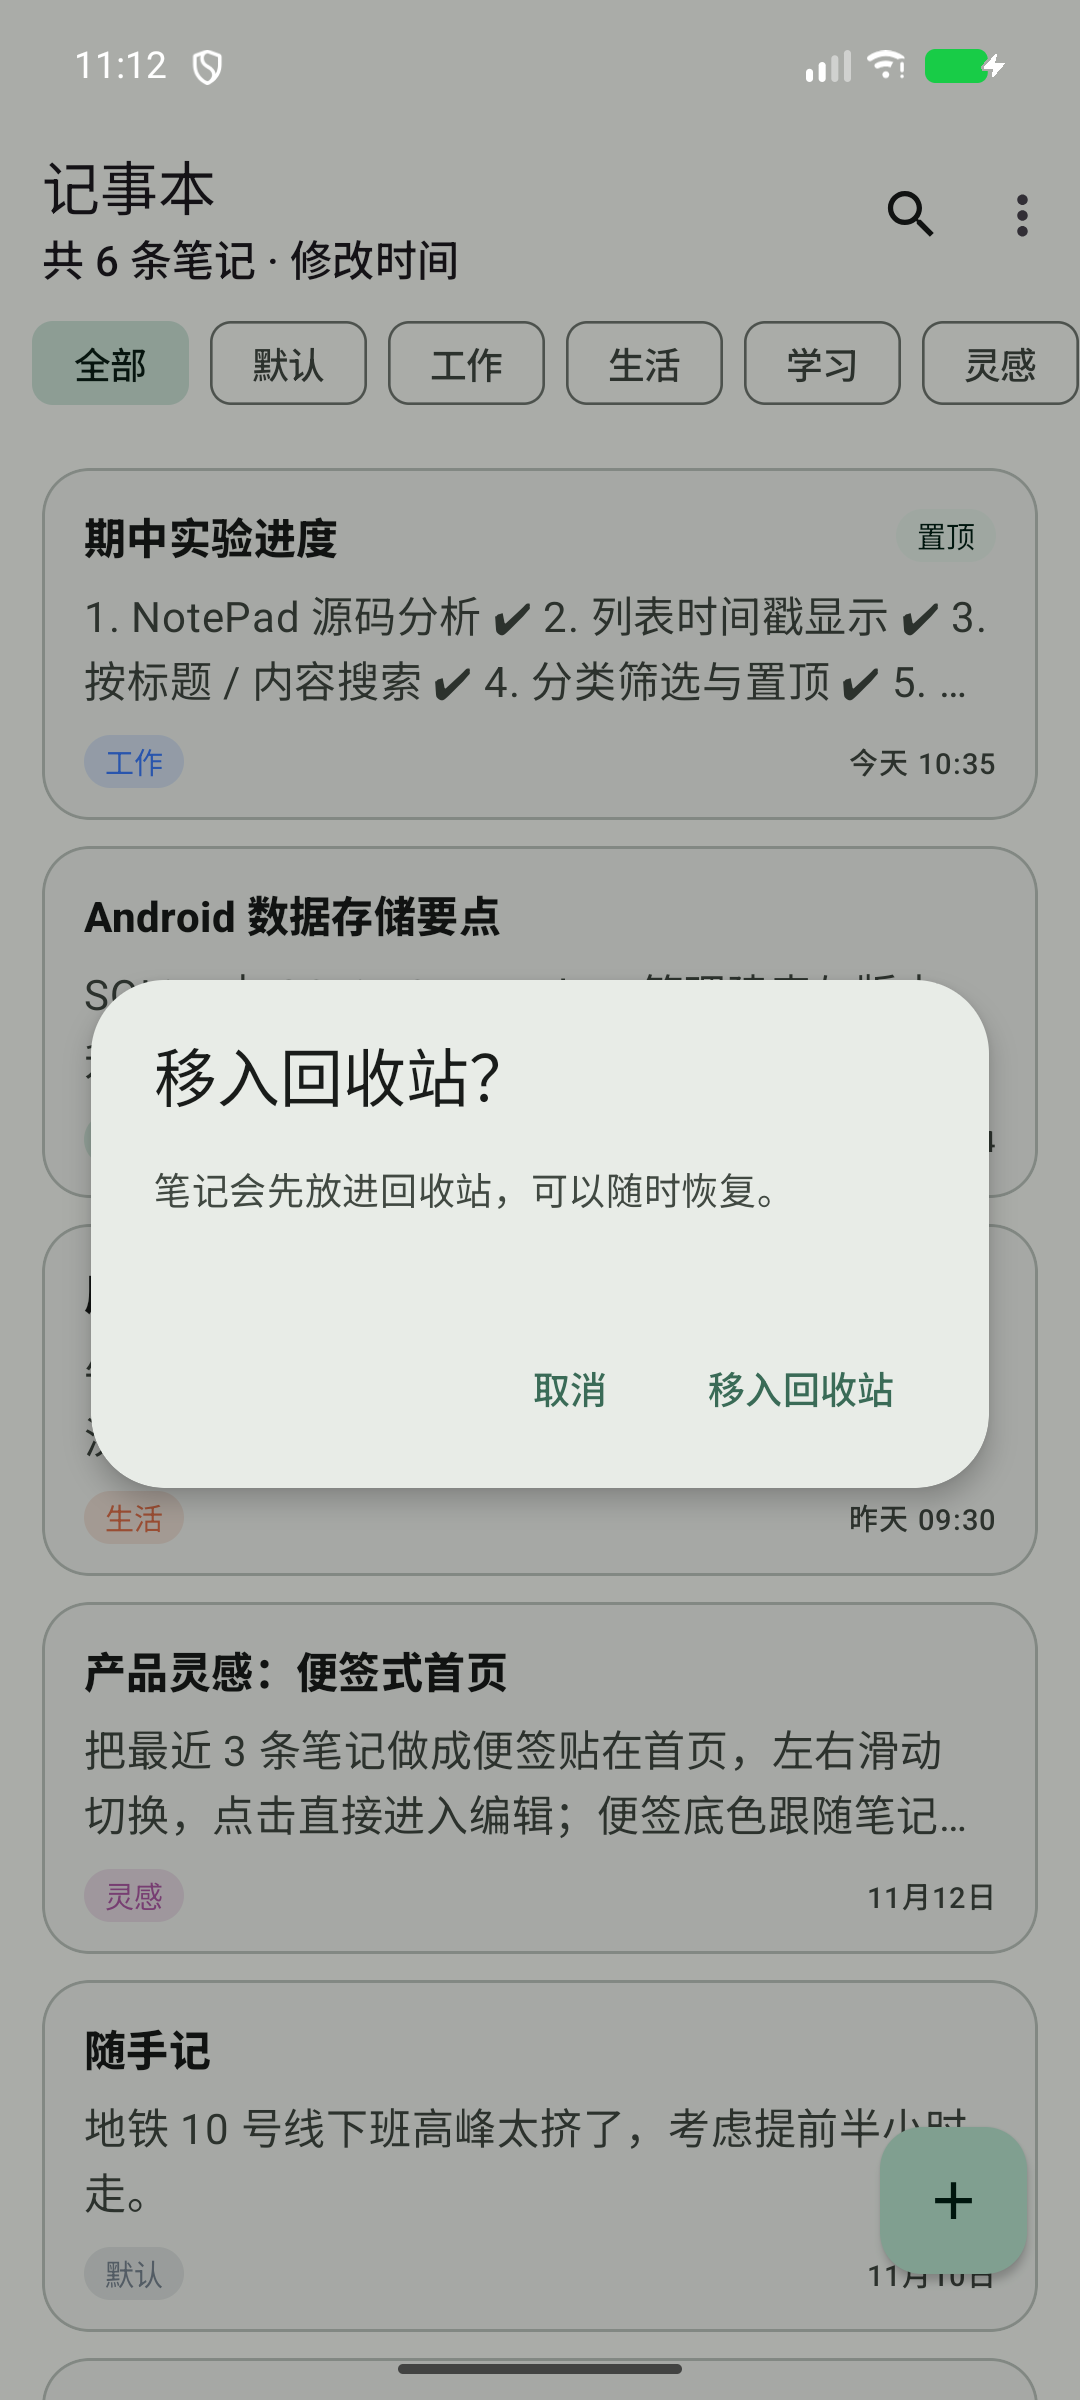 11:12
记事本
共 6 条笔记 · 修改时间
全部
默认
工作
生活
学习
灵感
期中实验进度
置顶
1. NotePad 源码分析 ✔ 2. 列表时间戳显示 ✔ 3.
按标题 / 内容搜索 ✔ 4. 分类筛选与置顶 ✔ 5. …
工作
今天 10:35
Android 数据存储要点
移入回收站？
笔记会先放进回收站，可以随时恢复。
取消
移入回收站
生活
昨天 09:30
产品灵感：便签式首页
把最近 3 条笔记做成便签贴在首页，左右滑动
切换，点击直接进入编辑；便签底色跟随笔记…
灵感
11月12日
随手记
地铁 10 号线下班高峰太挤了，考虑提前半小时
走。
默认
11月10日